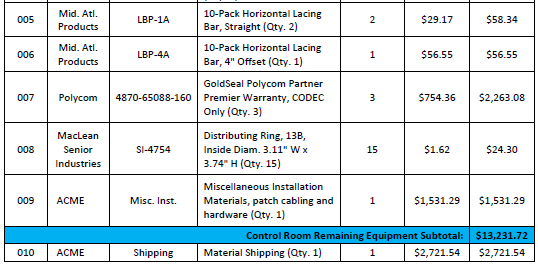 005 Mid. Atl. Products LBP-1A 10-Pack Horizontal Lacing Bar, Straight (Qty. 2) 2 $29.17 $58.34
006 Mid. Atl. Products LBP-4A 10-Pack Horizontal Lacing Bar, 4" Offset (Qty. 1) 1 $56.55 $56.55
007 Polycom 4870-65088-160 GoldSeal Polycom Partner Premier Warranty, CODEC Only (Qty. 3) 3 $754.36 $2,263.08
008 MacLean Senior Industries SI-4754 Distributing Ring, 13B, Inside Diam. 3.11" W x 3.74" H (Qty. 15) 15 $1.62 $24.30
009 ACME Misc. Inst. Miscellaneous Installation Materials, patch cabling and hardware (Qty. 1) 1 $1,531.29 $1,531.29
Control Room Remaining Equipment Subtotal: $13,231.72
010 ACME Shipping Material Shipping (Qty. 1) 1 $2,721.54 $2,721.54